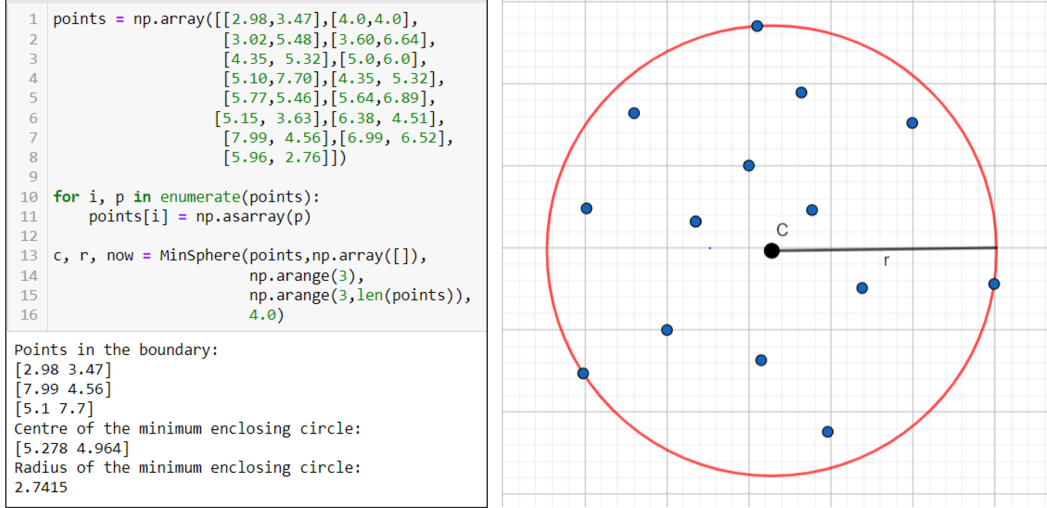 1 points = np.array([[2.98,3.47],[4.0,4.0],
2 [3.02,5.48],[3.60,6.64],
3 [4.35, 5.32],[5.0,6.0],
4 [5.10,7.70],[4.35, 5.32],
5 [5.77,5.46],[5.64,6.89],
6 [5.15, 3.63],[6.38, 4.51],
7 [7.99, 4.56],[6.99, 6.52],
8 [5.96, 2.76]])
9
10 for i, p in enumerate(points):
11 points[i] = np.asarray(p)
12
13 c, r, now = MinSphere(points,np.array([]),
14 np.arange(3),
15 np.arange(3,len(points)),
16 4.0)
Points in the boundary:
[2.98 3.47]
[7.99 4.56]
[5.1 7.7]
Centre of the minimum enclosing circle:
[5.278 4.964]
Radius of the minimum enclosing circle:
2.7415
C
r